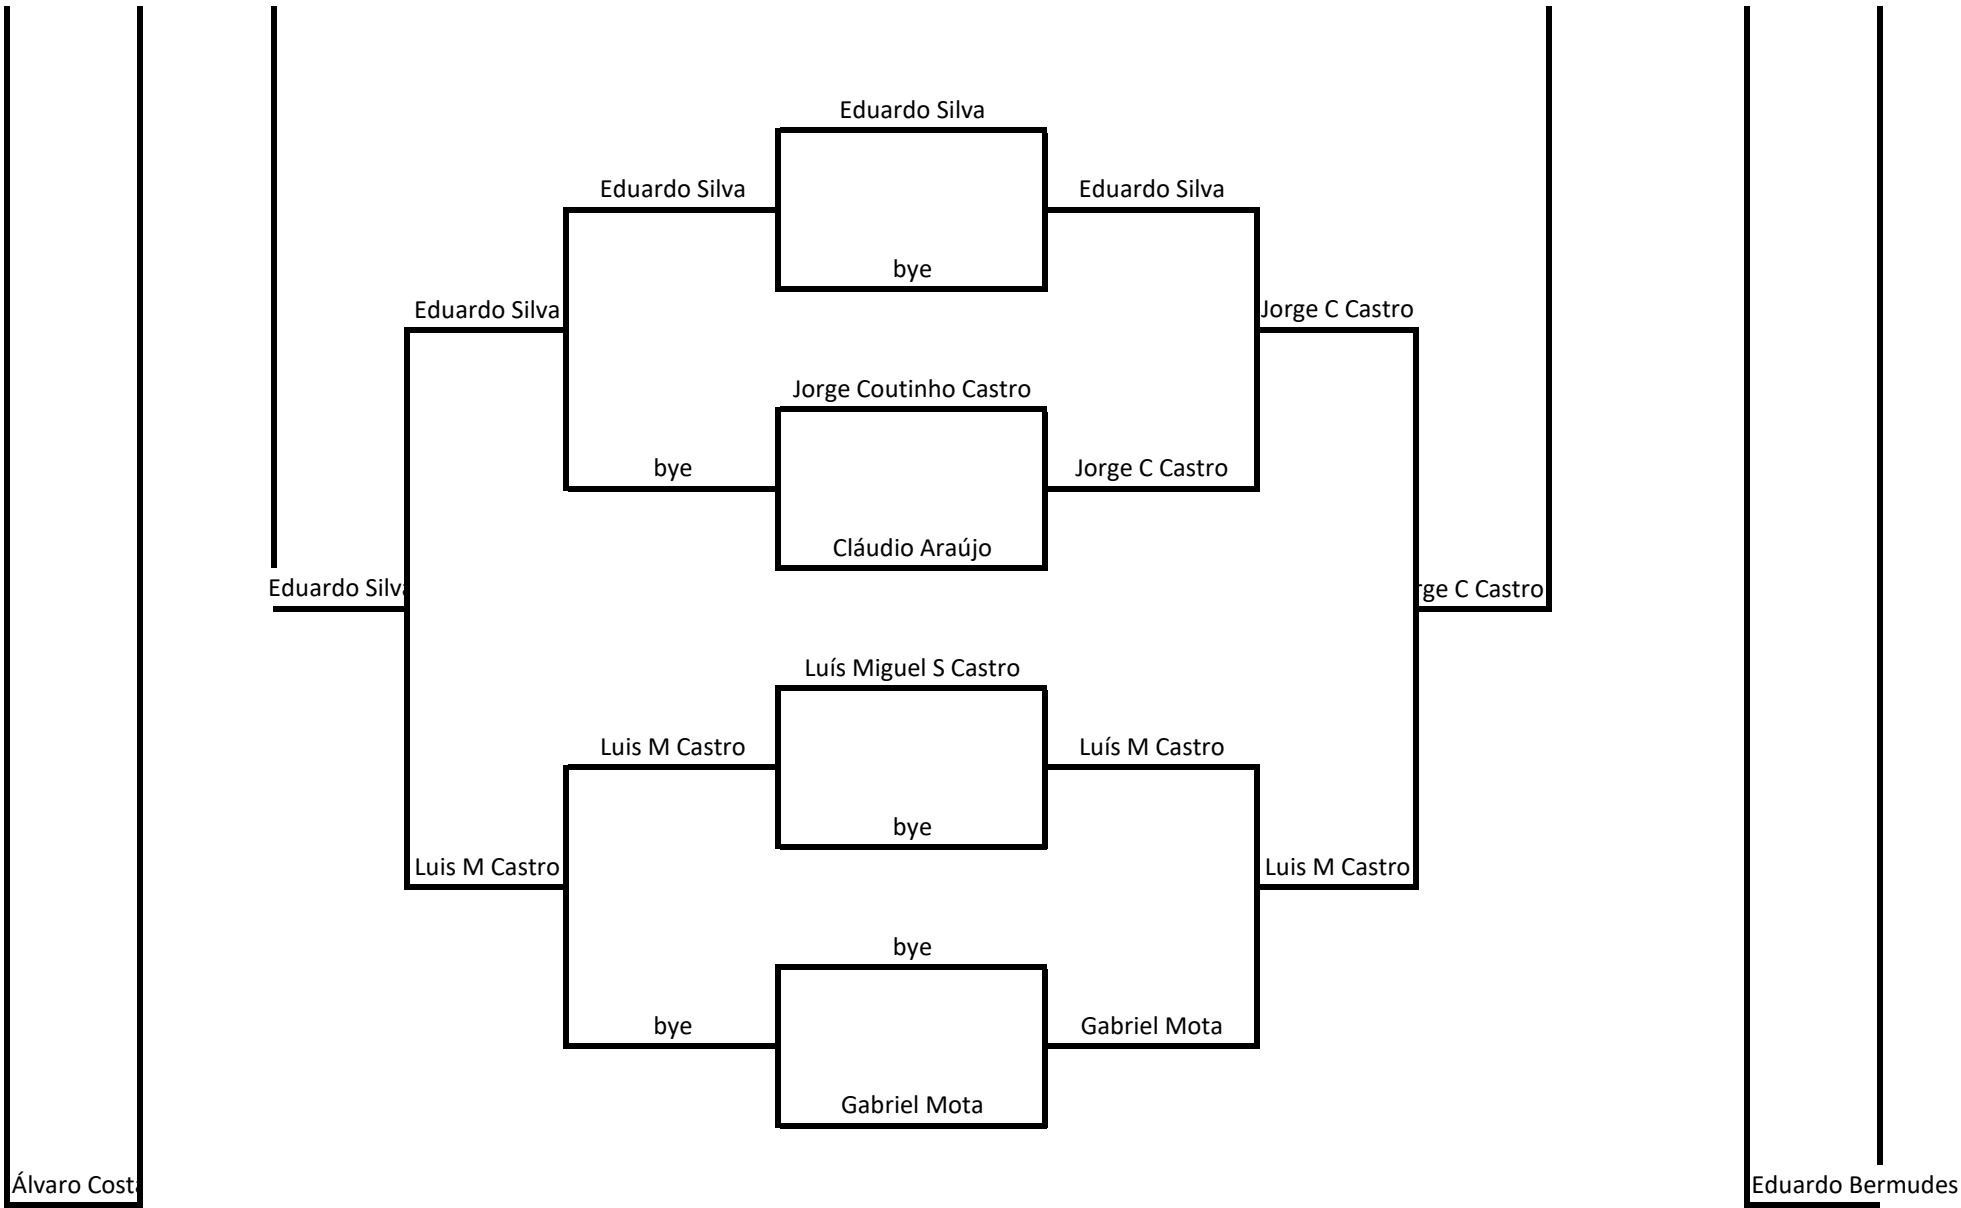 Eduardo Silva
Eduardo Silva
Eduardo Silva
bye
Eduardo Silva
Jorge C Castro
Jorge Coutinho Castro
bye
Jorge C Castro
Cláudio Araújo
Eduardo Silva
rge C Castro
Luís Miguel S Castro
Luis M Castro
Luís M Castro
bye
Luis M Castro
Luis M Castro
bye
bye
Gabriel Mota
Gabriel Mota
Álvaro Costa
Eduardo Bermudes